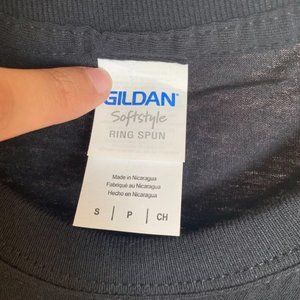 GILDAN
Softstyle
RING SPUN
Made in Nicaragua
Fabriqué au Nicaragua
Hecho en Nicaragua
S | P | CH